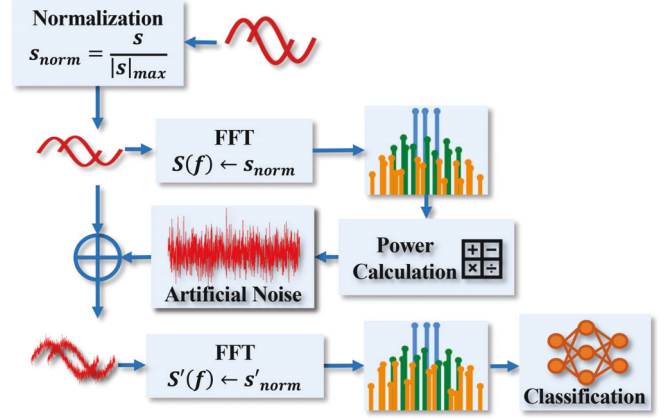 Normalization
s_norm = s / |s|_max
FFT
S(f) ← s_norm
Power
Calculation
+ −
× ÷
Artificial Noise
FFT
S′(f) ← s′_norm
Classification